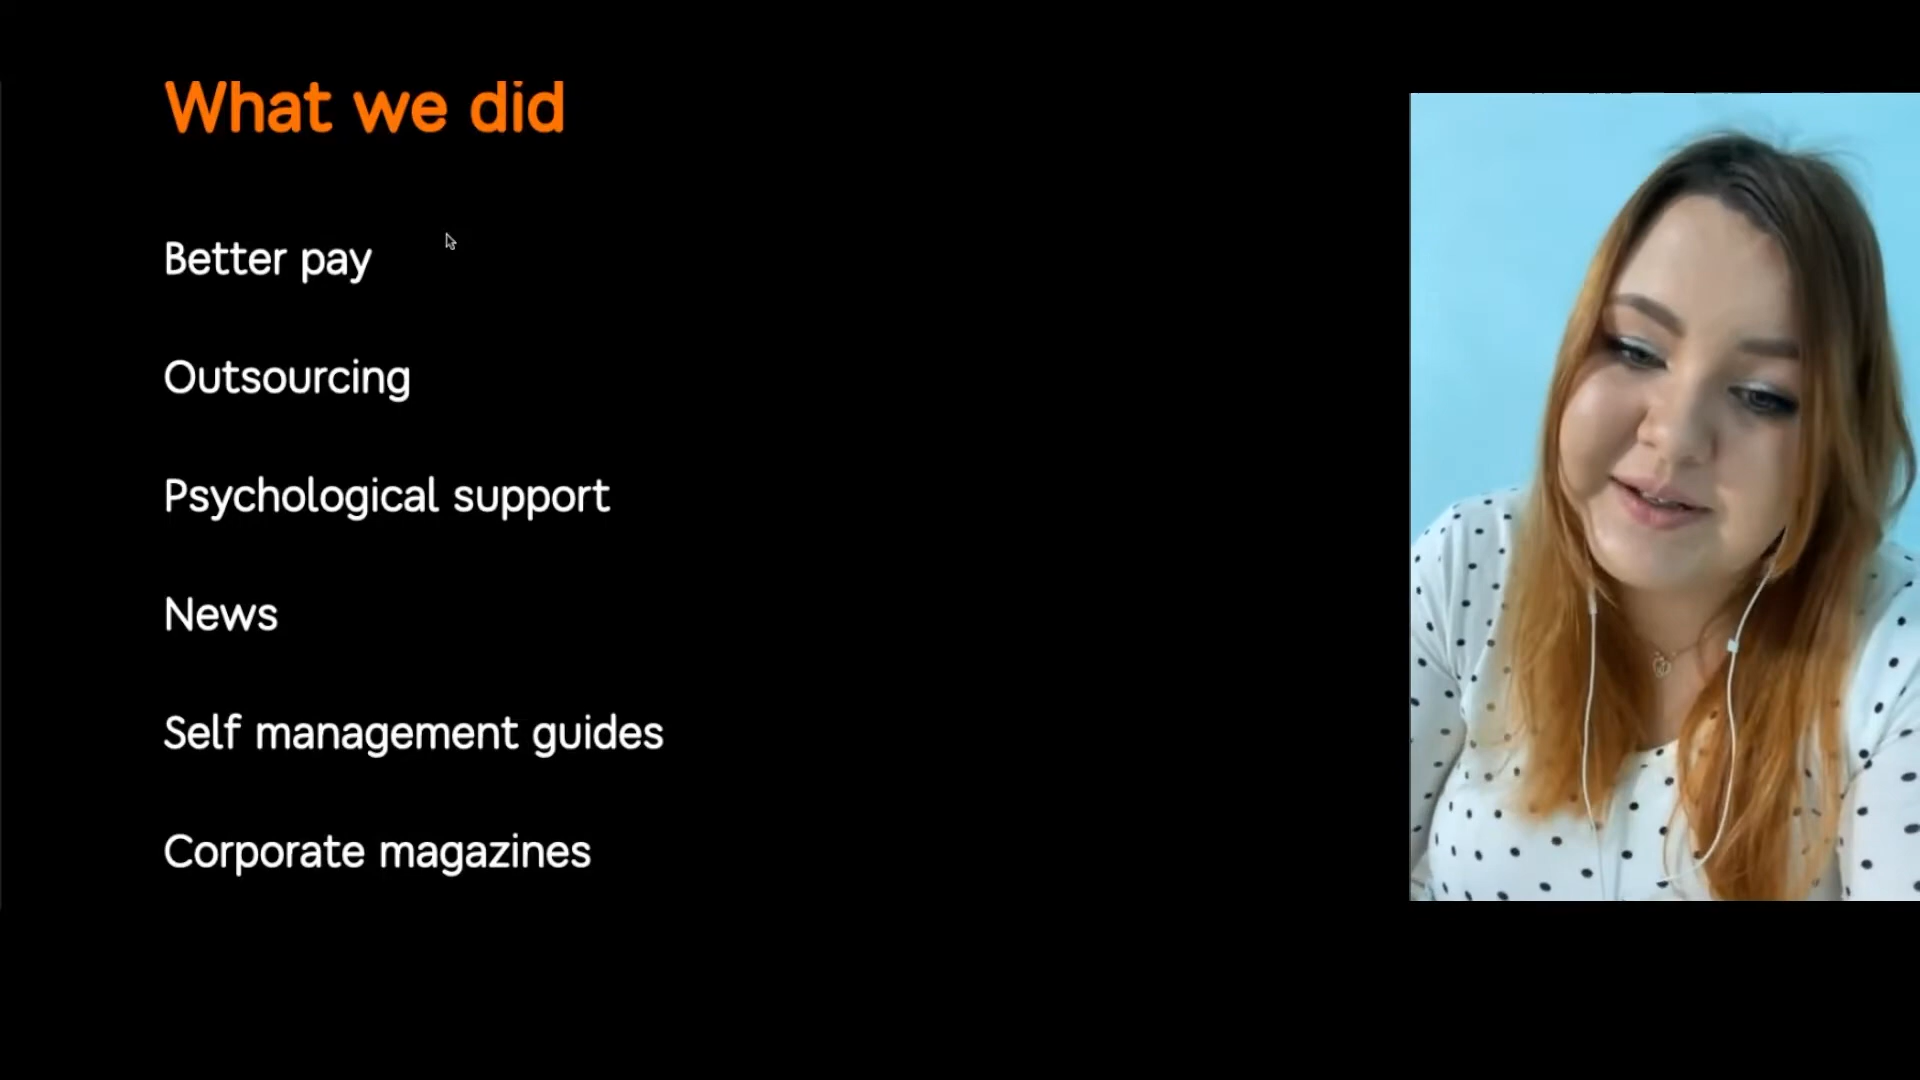 What we did
Better pay
Outsourcing
Psychological support
News
Self management guides
Corporate magazines